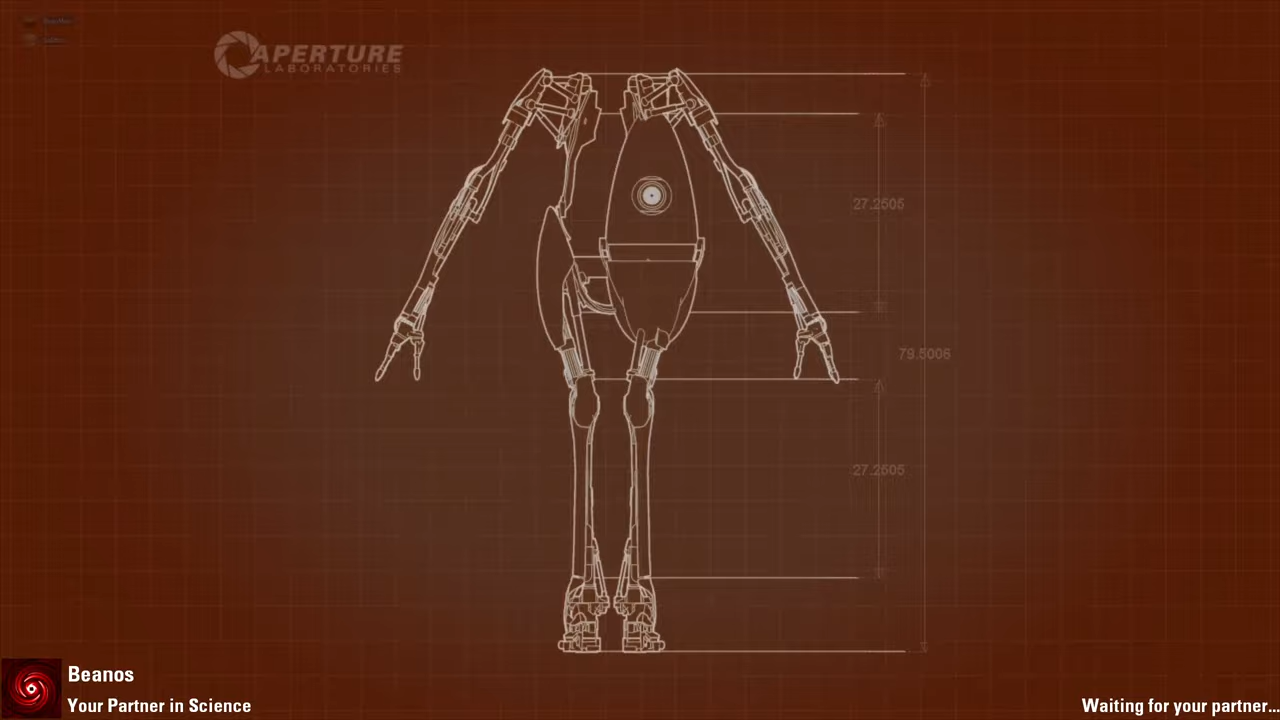 APERTURE
LABORATORIES
27.2505
79.5006
27.2505
Beanos
Your Partner in Science
Waiting for your partner...